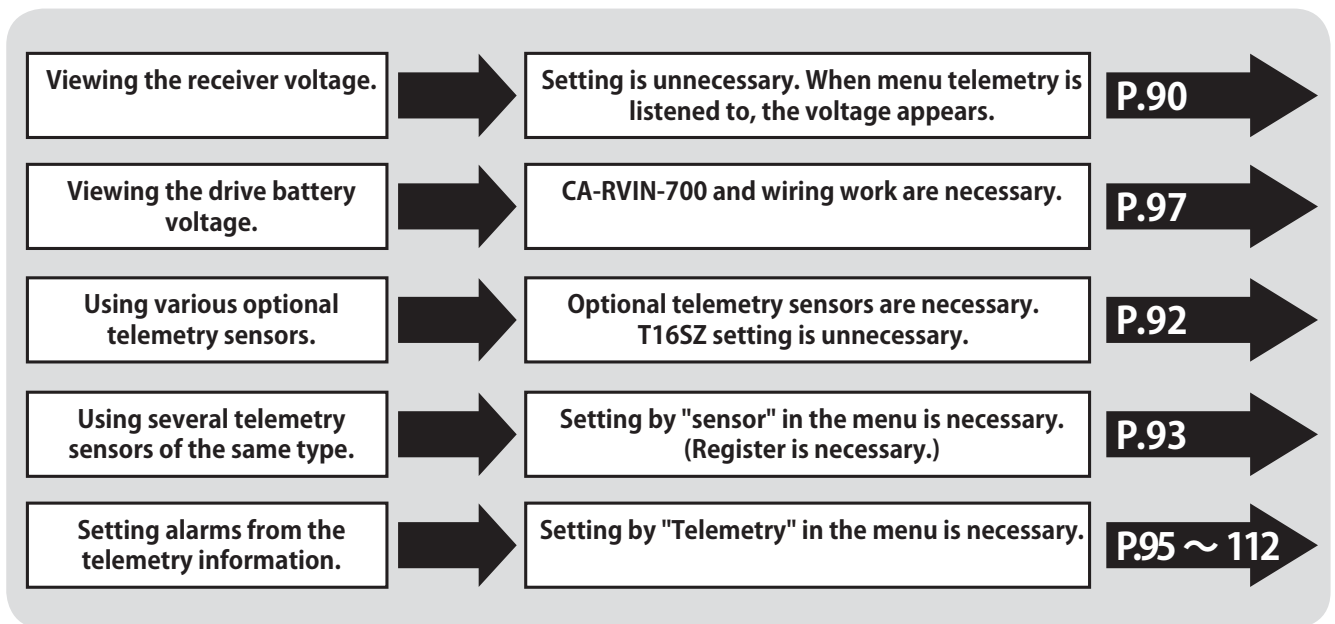 Viewing the receiver voltage.
Setting is unnecessary. When menu telemetry is
listened to, the voltage appears.
P.90
Viewing the drive battery
voltage.
CA-RVIN-700 and wiring work are necessary.
P.97
Using various optional
telemetry sensors.
Optional telemetry sensors are necessary.
T16SZ setting is unnecessary.
P.92
Using several telemetry
sensors of the same type.
Setting by "sensor" in the menu is necessary.
(Register is necessary.)
P.93
Setting alarms from the
telemetry information.
Setting by "Telemetry" in the menu is necessary.
P.95 ～ 112